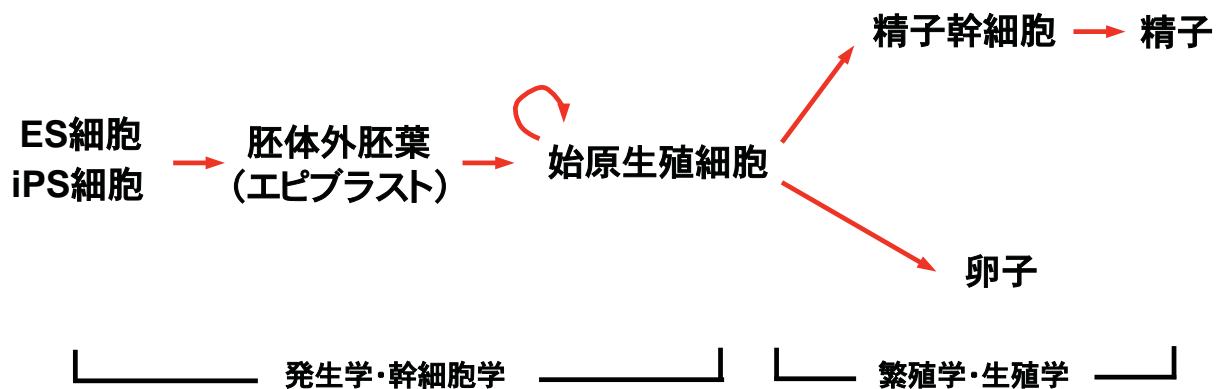 ES細胞
iPS細胞
胚体外胚葉
（エピブラスト）
始原生殖細胞
精子幹細胞
精子
卵子
発生学・幹細胞学
繁殖学・生殖学